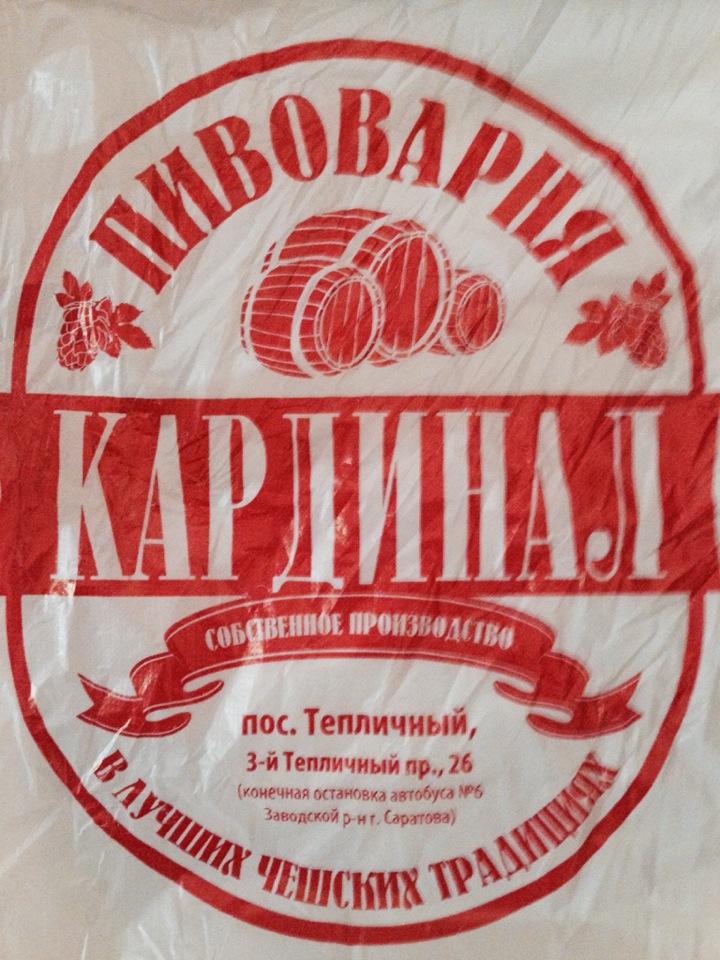 ПИВОВАРНЯ
КАРДИНАЛ
СОБСТВЕННОЕ ПРОИЗВОДСТВО
пос. Тепличный,
3-й Тепличный пр., 26
(конечная остановка автобуса №6
Заводской р-н г. Саратова)
В ЛУЧШИХ ЧЕШСКИХ ТРАДИЦИЯХ